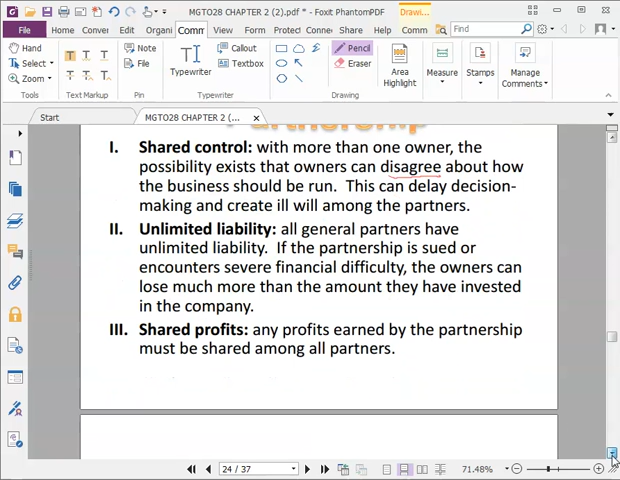 MGTO28 CHAPTER 2 (2).pdf * - Foxit PhantomPDF
Drawi...
File Home Conver Edit Organi Comm View Form Protec Share Comm Find
Hand
Select
Zoom
Tools
Text Markup
Note
File
Pin
Typewriter
Callout
Textbox
Typewriter
Pencil
Eraser
Drawing
Area
Highlight
Measure
Stamps
Manage
Comments
Start
MGTO28 CHAPTER 2 (2....
Partnership
I. Shared control: with more than one owner, the
possibility exists that owners can disagree about how
the business should be run. This can delay decision-
making and create ill will among the partners.
II. Unlimited liability: all general partners have
unlimited liability. If the partnership is sued or
encounters severe financial difficulty, the owners can
lose much more than the amount they have invested
in the company.
III. Shared profits: any profits earned by the partnership
must be shared among all partners.
24 / 37
71.48%